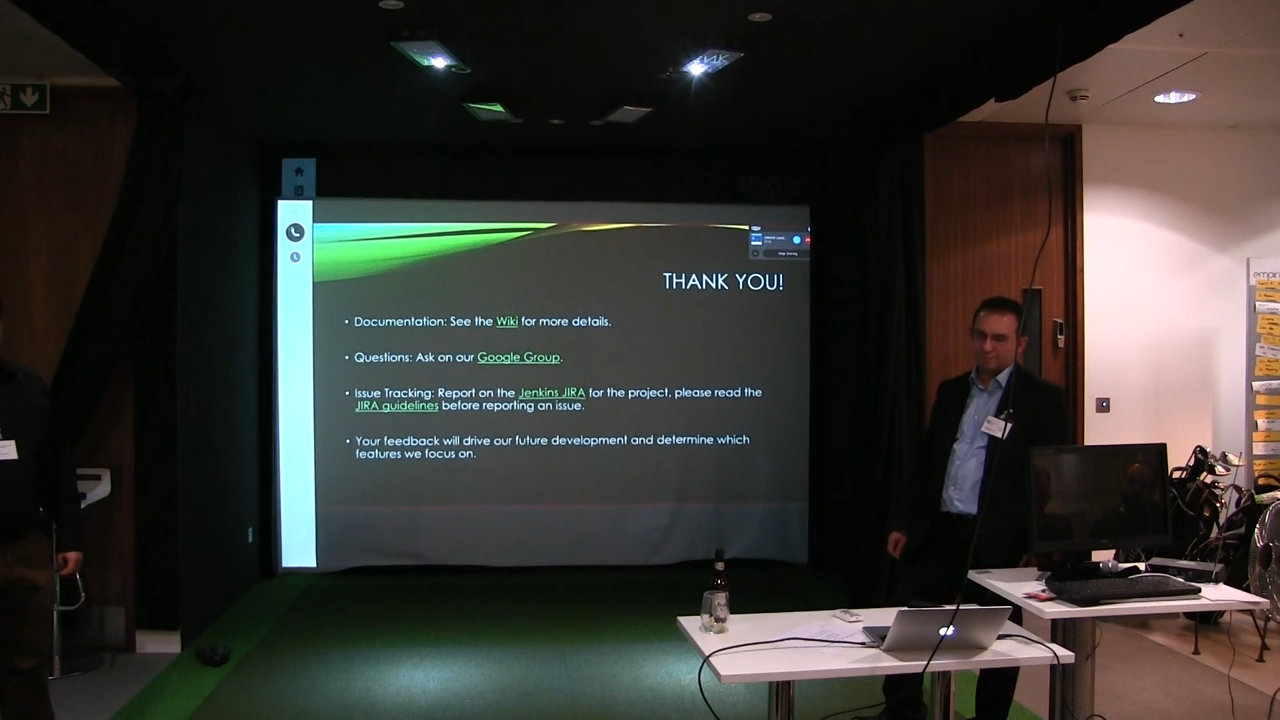 THANK YOU!
• Documentation: See the Wiki for more details.
• Questions: Ask on our Google Group.
• Issue Tracking: Report on the Jenkins JIRA for the project, please read the
JIRA guidelines before reporting an issue.
• Your feedback will drive our future development and determine which
features we focus on.